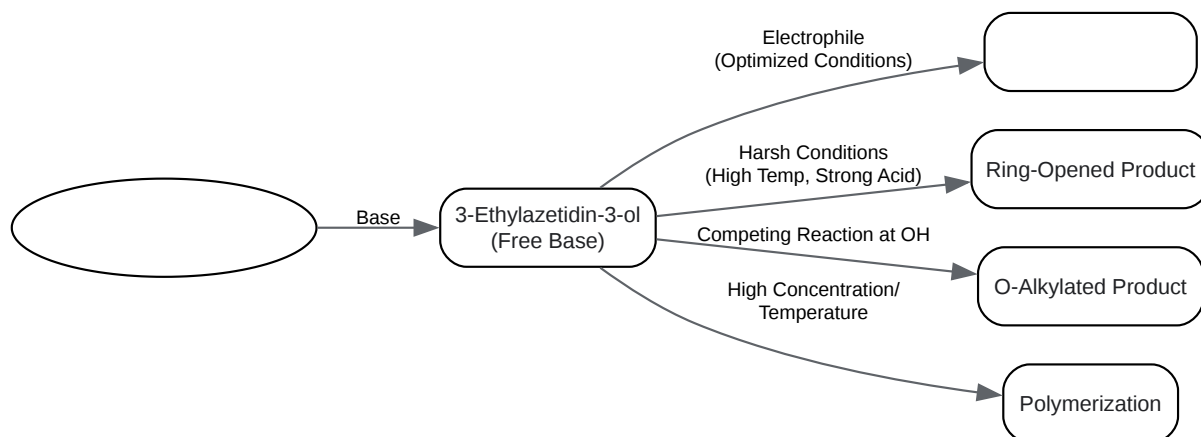 Electrophile
(Optimized Conditions)
Harsh Conditions
(High Temp, Strong Acid)
Ring-Opened Product
Base
3-Ethylazetidin-3-ol
(Free Base)
Competing Reaction at OH
O-Alkylated Product
High Concentration/
Temperature
Polymerization